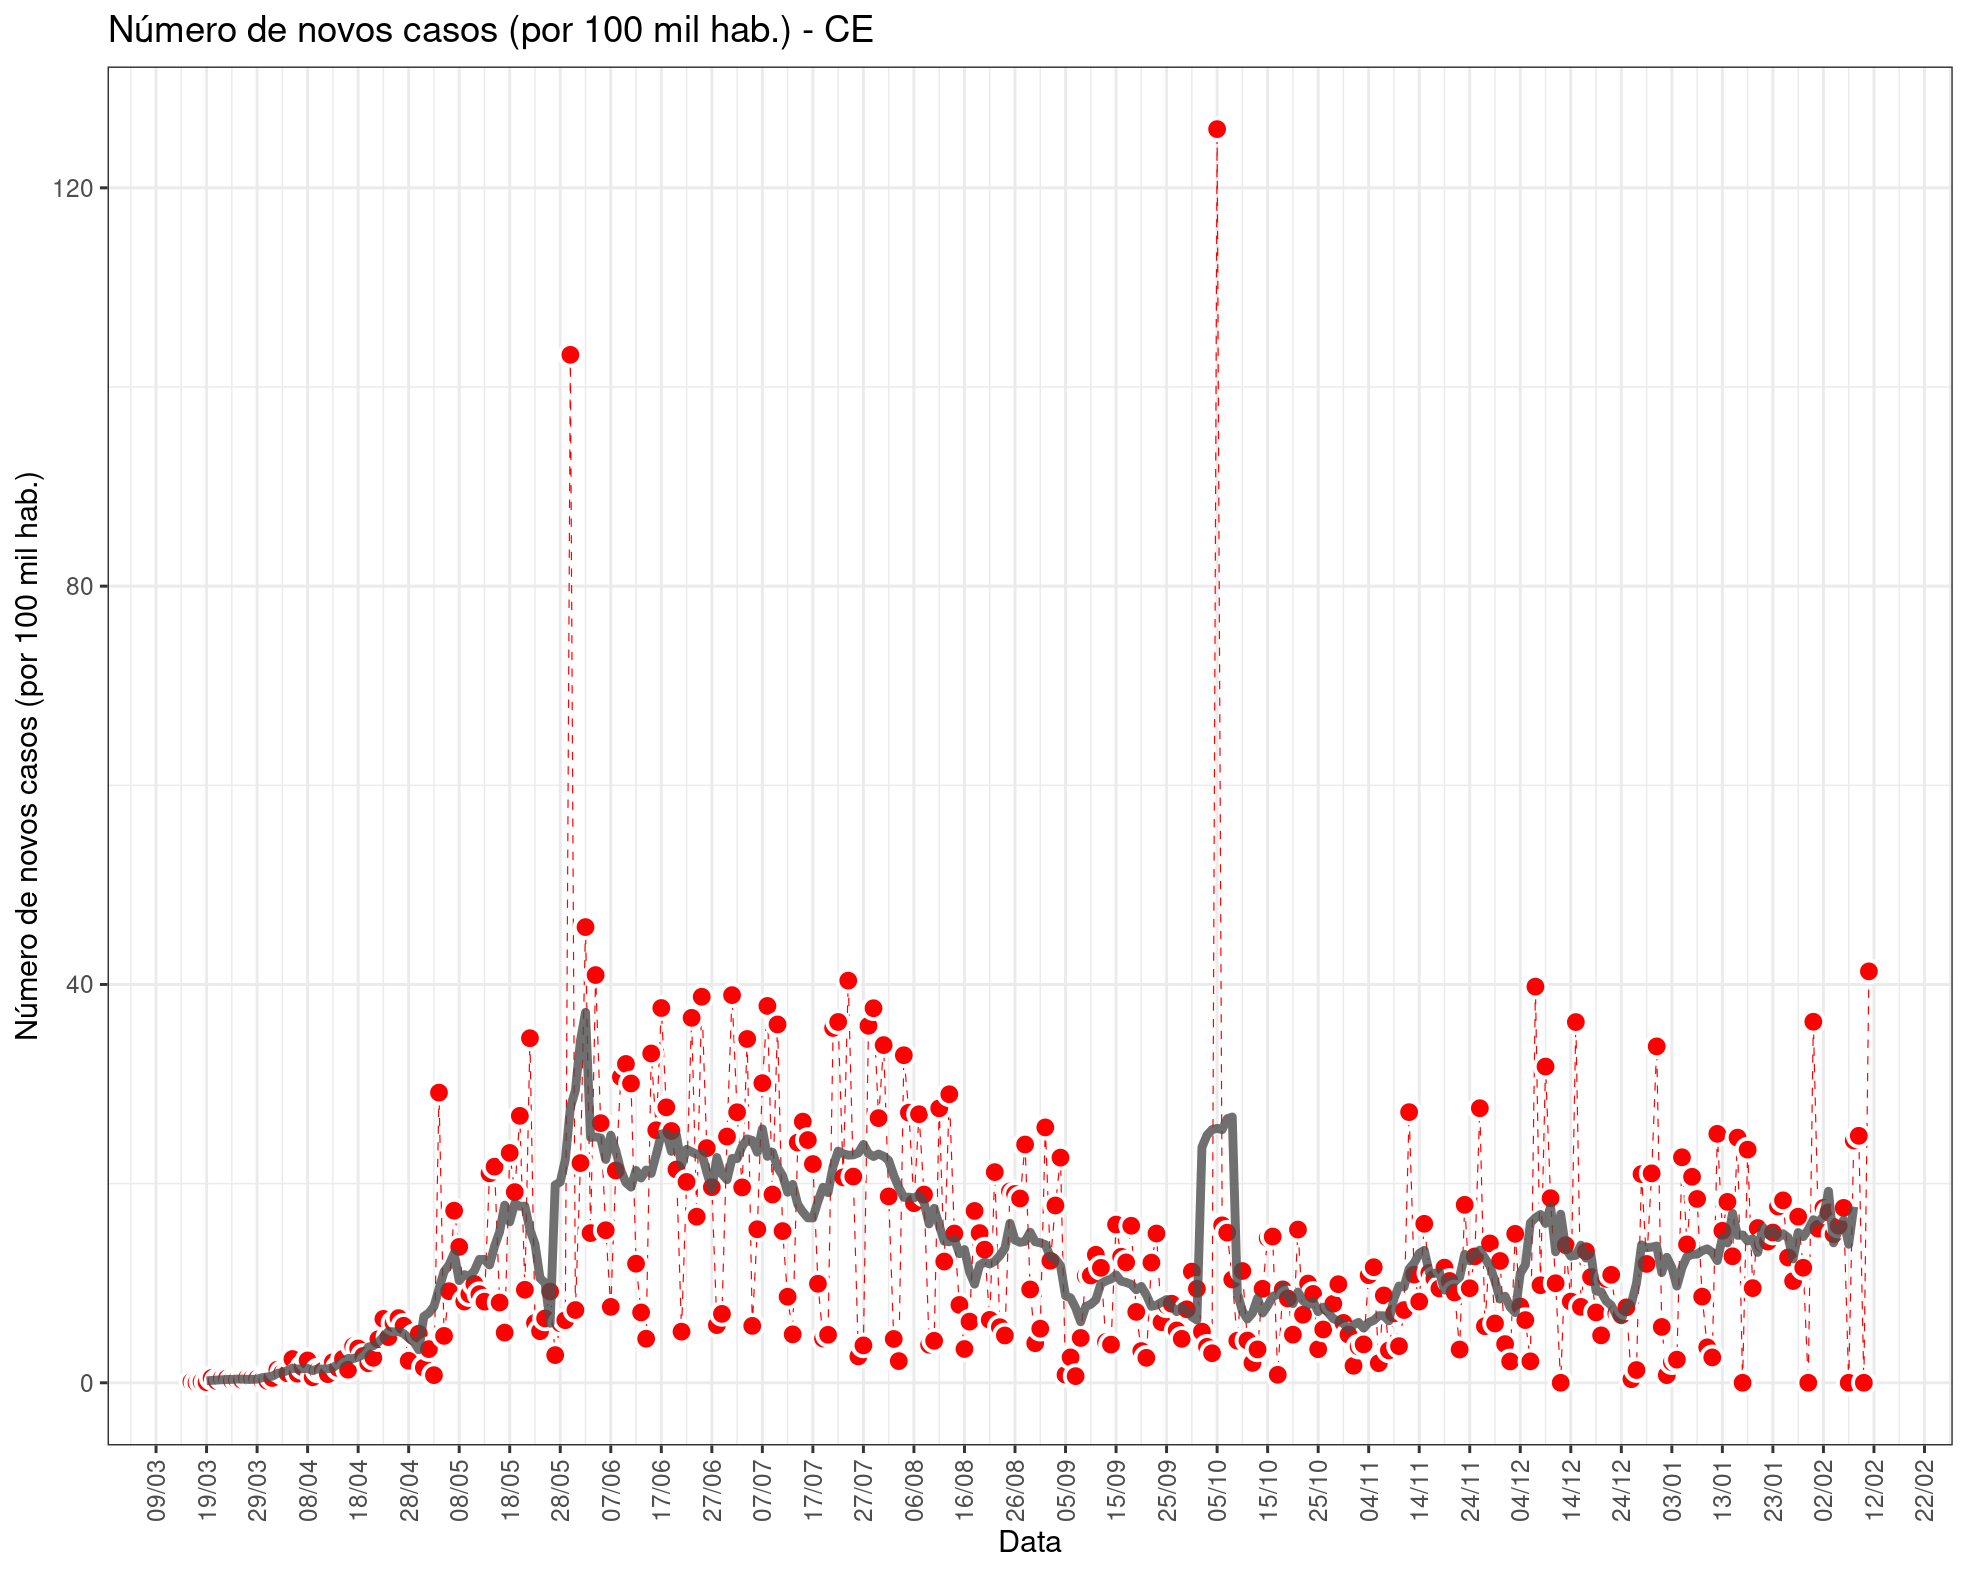 Número de novos casos (por 100 mil hab.) - CE
Número de novos casos (por 100 mil hab.)
120
80
40
0
09/03 19/03 29/03 08/04 18/04 28/04 08/05 18/05 28/05 07/06 17/06 27/06 07/07 17/07 27/07 06/08 16/08 26/08 05/09 15/09 25/09 05/10 15/10 25/10 04/11 14/11 24/11 04/12 14/12 24/12 03/01 13/01 23/01 02/02 12/02 22/02
Data